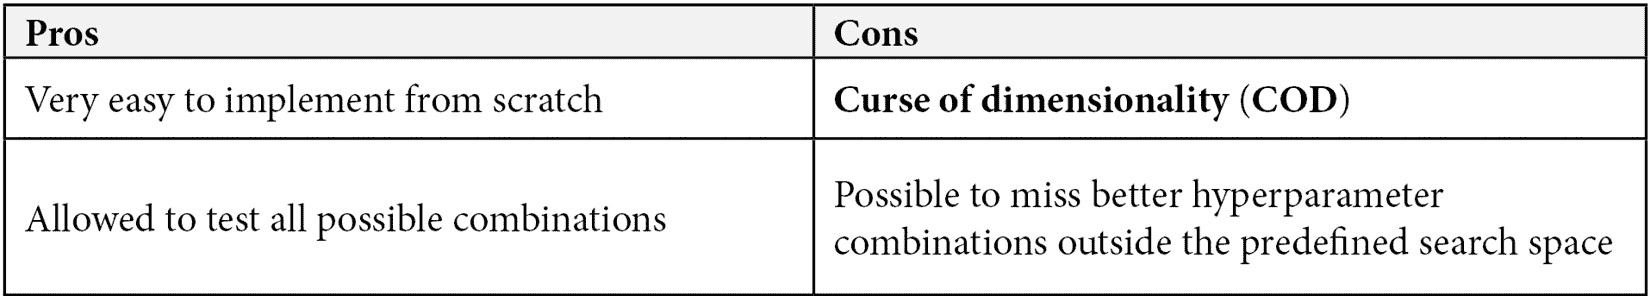 Pros
Cons
Very easy to implement from scratch
Curse of dimensionality (COD)
Allowed to test all possible combinations
Possible to miss better hyperparameter
combinations outside the predefined search space